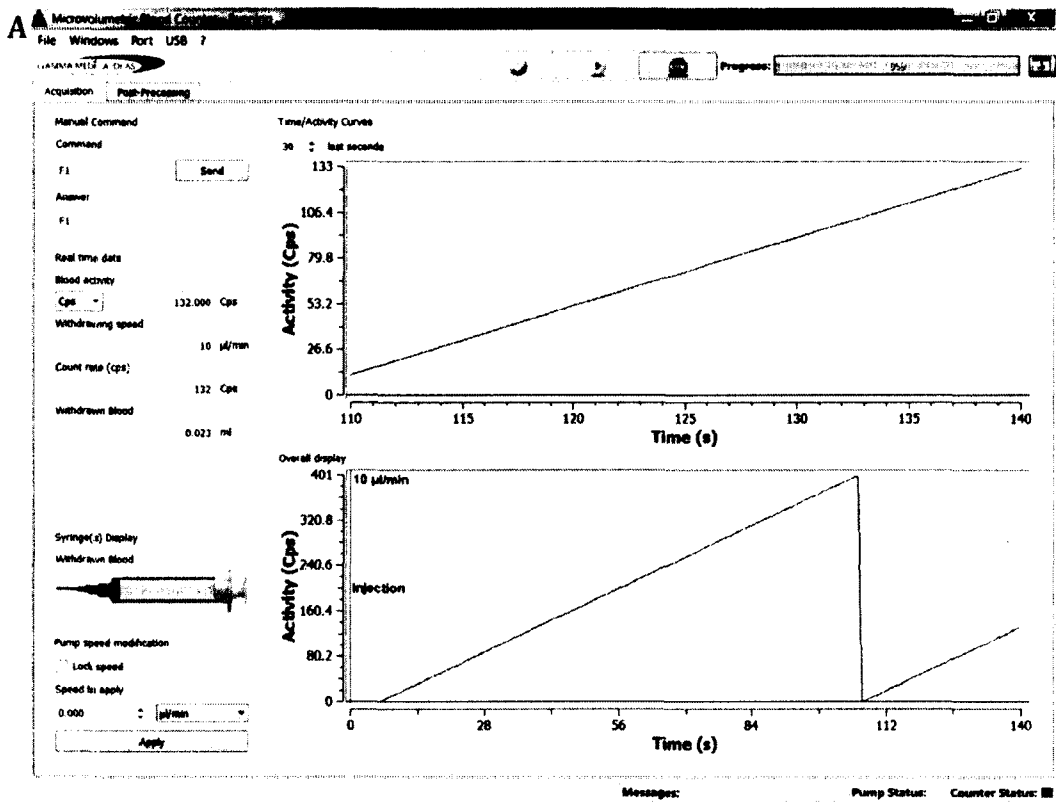 A
Microvolumetric Blood Counter
File Windows Port USB ?
Progress:
Acquisition Post-Processing
Manual Command
Command
F1 Send
Answer
F1
Real time data
Blood activity
Cps 132.000 Cps
Withdrawing speed
10 µl/min
Count rate (cps)
132 Cps
Withdrawn Blood
0.023 ml
Syringe(s) Display
Withdrawn Blood
Pump speed modification
Lock speed
Speed to apply
0.000 µl/min
Apply
Time/Activity Curves
30 last seconds
133
106.4
79.8
53.2
26.6
0
Activity (Cps)
110 115 120 125 130 135 140
Time (s)
Overall display
401
320.8
240.6
160.4
80.2
0
Activity (Cps)
10 µl/min
Injection
0 28 56 84 112 140
Time (s)
Messages: Pump Status: Counter Status: